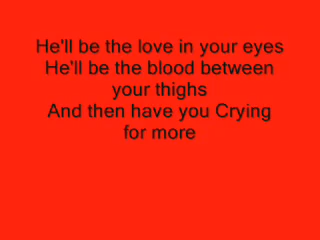 He'll be the love in your eyes
He'll be the blood between
your thighs
And then have you Crying
for more